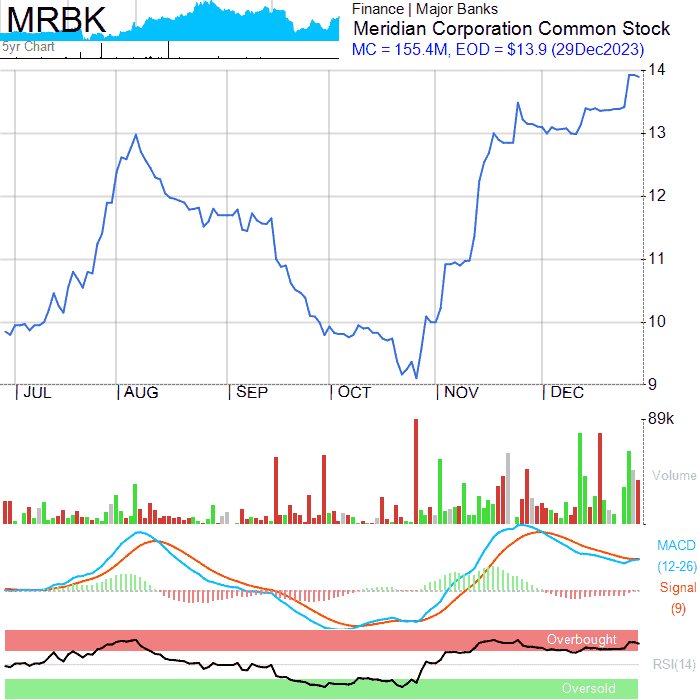 MRBK
5yr Chart
Finance | Major Banks
Meridian Corporation Common Stock
MC = 155.4M, EOD = $13.9 (29Dec2023)
14
13
12
11
10
9
| JUL | AUG | SEP | OCT | NOV | DEC
89k
Volume
MACD
(12-26)
Signal
(9)
Overbought
RSI(14)
Oversold